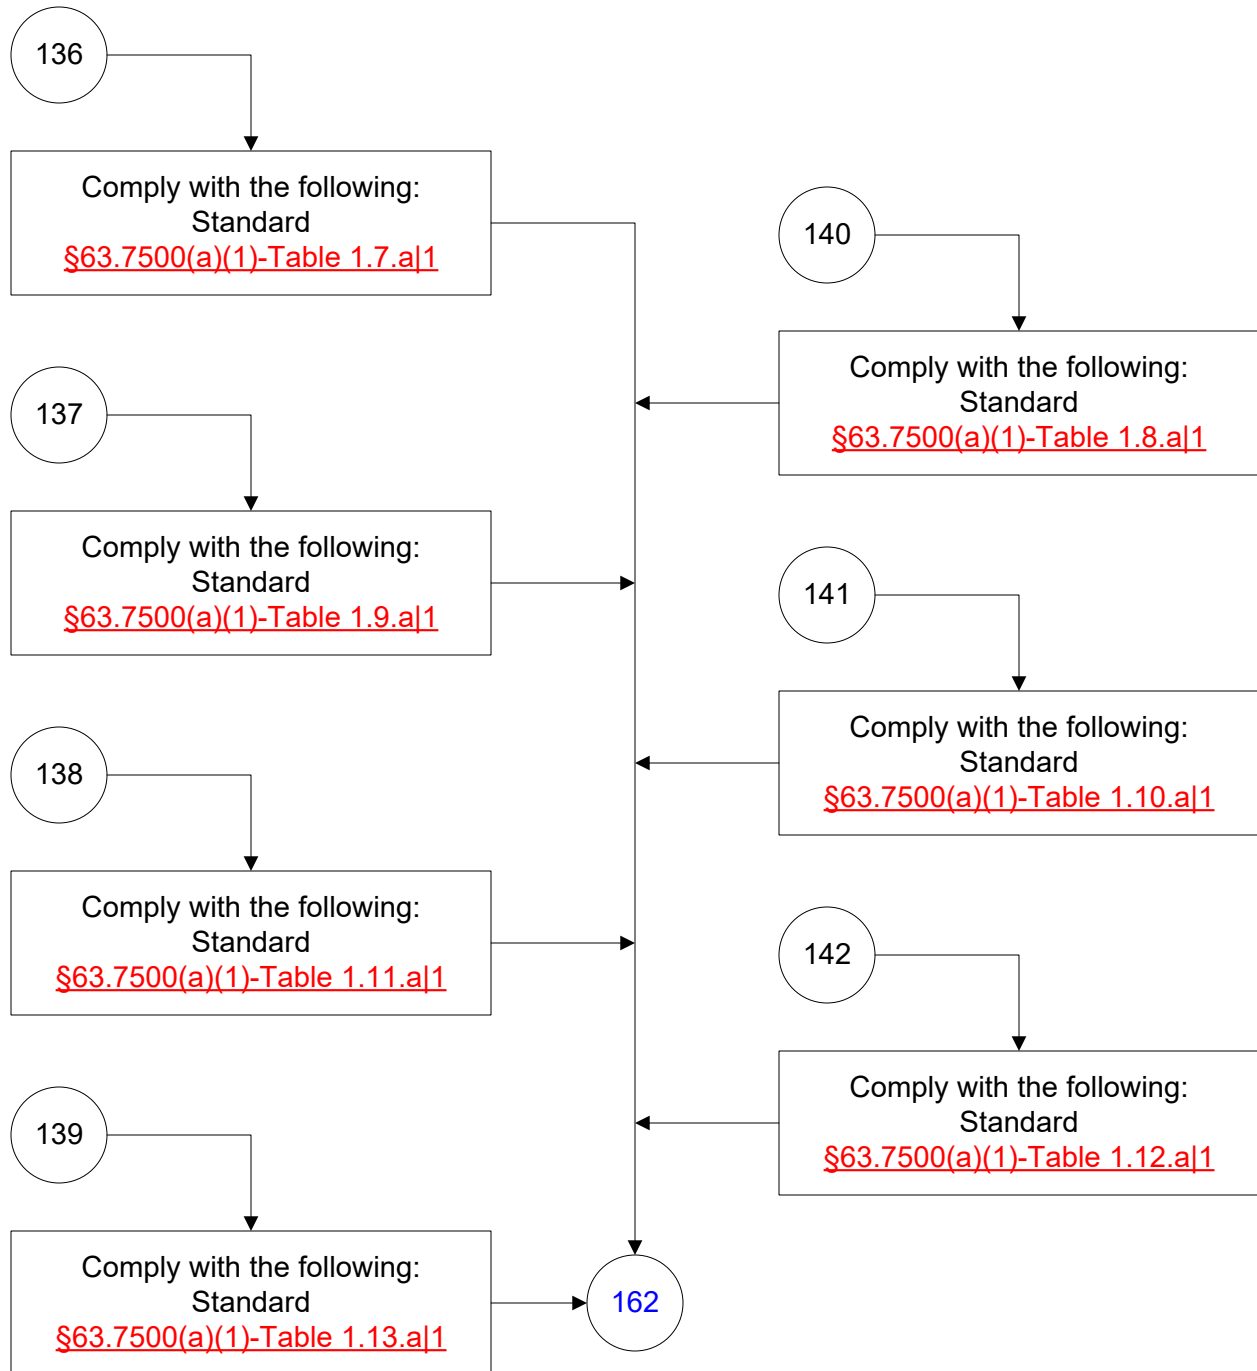 136
Comply with the following:
Standard
§63.7500(a)(1)-Table 1.7.a|1
140
Comply with the following:
Standard
§63.7500(a)(1)-Table 1.8.a|1
137
Comply with the following:
Standard
§63.7500(a)(1)-Table 1.9.a|1
141
Comply with the following:
Standard
§63.7500(a)(1)-Table 1.10.a|1
138
Comply with the following:
Standard
§63.7500(a)(1)-Table 1.11.a|1
142
Comply with the following:
Standard
§63.7500(a)(1)-Table 1.12.a|1
139
Comply with the following:
Standard
§63.7500(a)(1)-Table 1.13.a|1
162